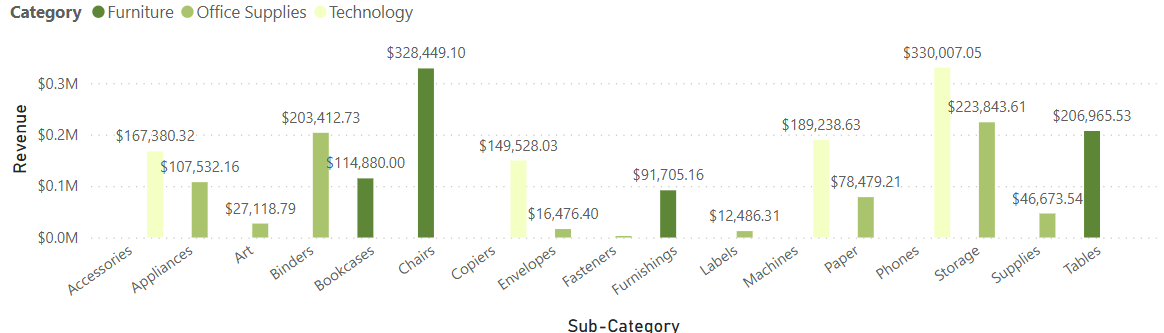 Category Furniture Office Supplies Technology
Revenue
$0.3M
$0.2M
$0.1M
$0.0M
$167,380.32
$107,532.16
$27,118.79
$203,412.73
$114,880.00
$328,449.10
$149,528.03
$16,476.40
$91,705.16
$12,486.31
$189,238.63
$78,479.21
$330,007.05
$223,843.61
$46,673.54
$206,965.53
Accessories
Appliances
Art
Binders
Bookcases
Chairs
Copiers
Envelopes
Fasteners
Furnishings
Labels
Machines
Paper
Phones
Storage
Supplies
Tables
Sub-Category